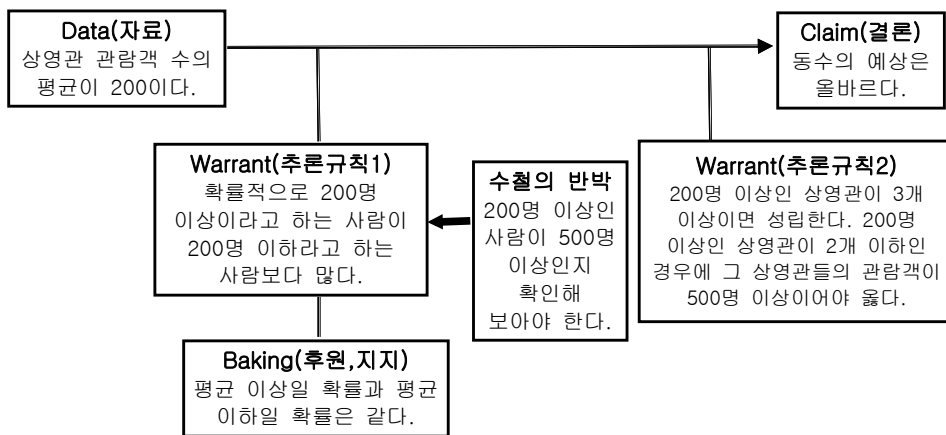 Data(자료)
상영관 관람객 수의
평균이 200이다.
Claim(결론)
동수의 예상은
올바르다.
Warrant(추론규칙1)
확률적으로 200명
이상이라고 하는 사람이
200명 이하라고 하는
사람보다 많다.
수철의 반박
200명 이상인
사람이 500명
이상인지
확인해
보아야 한다.
Warrant(추론규칙2)
200명 이상인 상영관이 3개
이상이면 성립한다. 200명
이상인 상영관이 2개 이하인
경우에 그 상영관들의 관람객이
500명 이상이어야 옳다.
Baking(후원,지지)
평균 이상일 확률과 평균
이하일 확률은 같다.